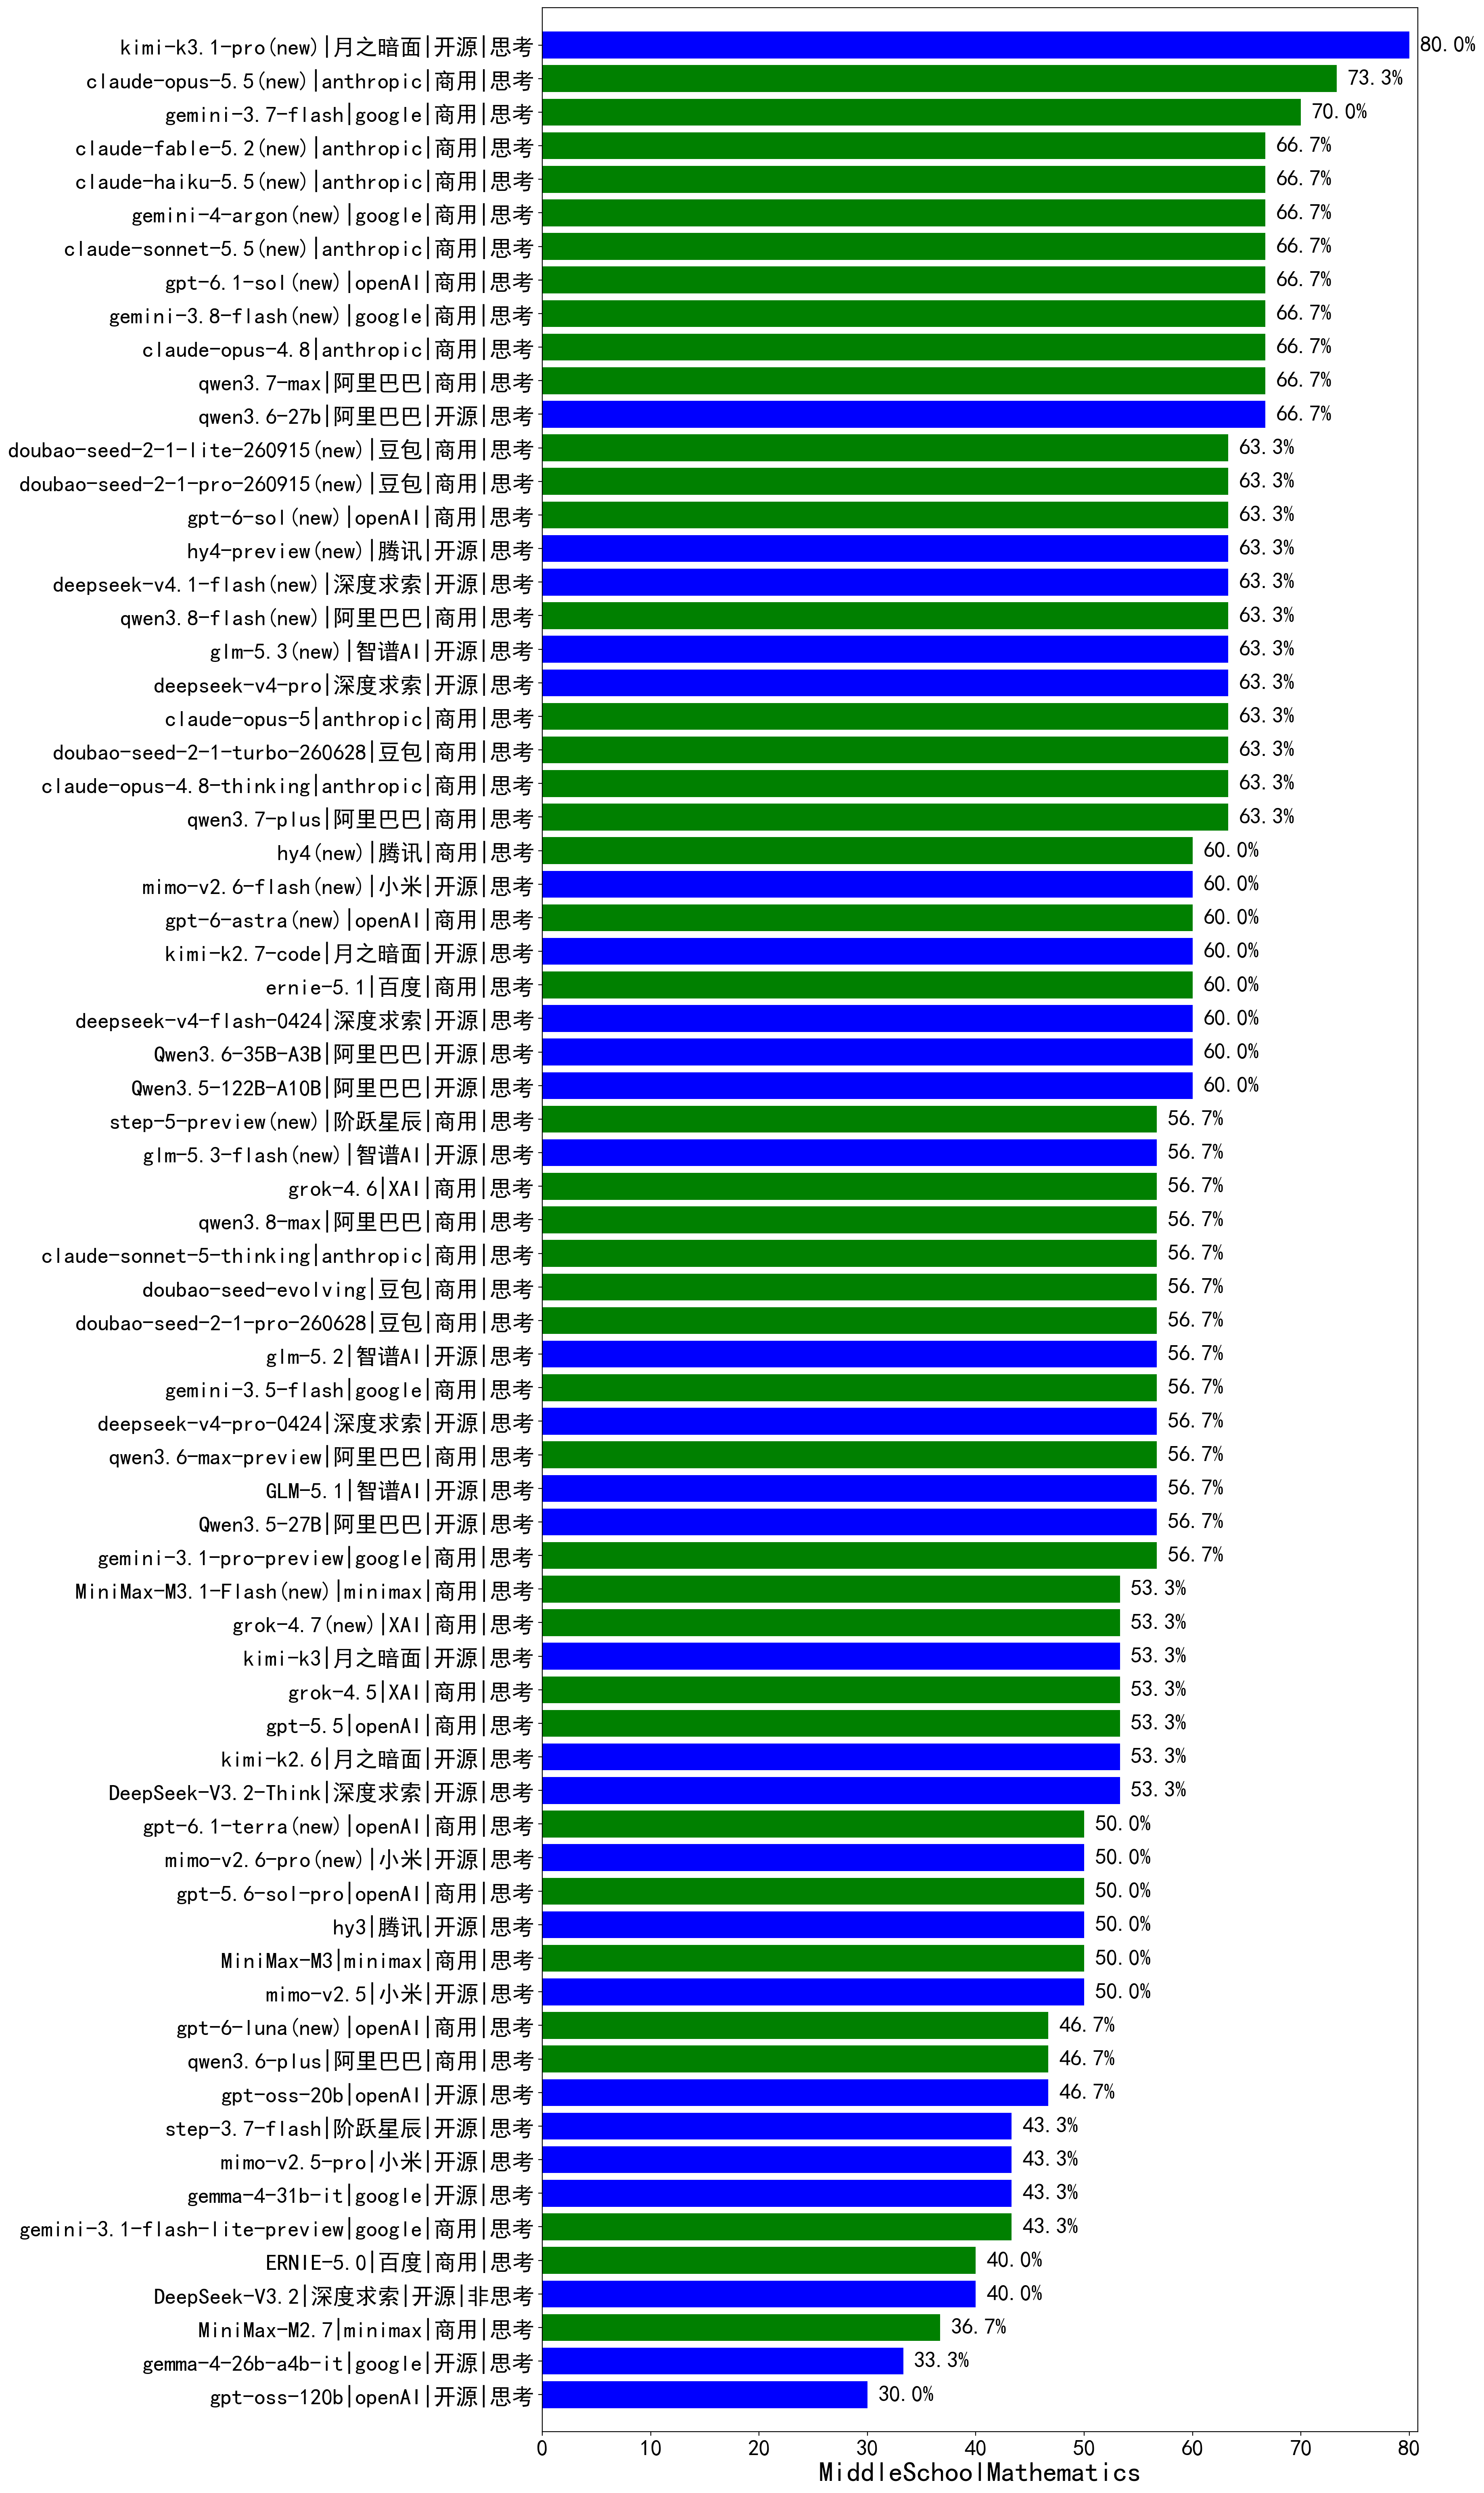 kimi-k3.1-pro(new)|月之暗面|开源|思考 80.0%
claude-opus-5.5(new)|anthropic|商用|思考 73.3%
gemini-3.7-flash|google|商用|思考 70.0%
claude-fable-5.2(new)|anthropic|商用|思考 66.7%
claude-haiku-5.5(new)|anthropic|商用|思考 66.7%
gemini-4-argon(new)|google|商用|思考 66.7%
claude-sonnet-5.5(new)|anthropic|商用|思考 66.7%
gpt-6.1-sol(new)|openAI|商用|思考 66.7%
gemini-3.8-flash(new)|google|商用|思考 66.7%
claude-opus-4.8|anthropic|商用|思考 66.7%
qwen3.7-max|阿里巴巴|商用|思考 66.7%
qwen3.6-27b|阿里巴巴|开源|思考 66.7%
doubao-seed-2-1-lite-260915(new)|豆包|商用|思考 63.3%
doubao-seed-2-1-pro-260915(new)|豆包|商用|思考 63.3%
gpt-6-sol(new)|openAI|商用|思考 63.3%
hy4-preview(new)|腾讯|开源|思考 63.3%
deepseek-v4.1-flash(new)|深度求索|开源|思考 63.3%
qwen3.8-flash(new)|阿里巴巴|商用|思考 63.3%
glm-5.3(new)|智谱AI|开源|思考 63.3%
deepseek-v4-pro|深度求索|开源|思考 63.3%
claude-opus-5|anthropic|商用|思考 63.3%
doubao-seed-2-1-turbo-260628|豆包|商用|思考 63.3%
claude-opus-4.8-thinking|anthropic|商用|思考 63.3%
qwen3.7-plus|阿里巴巴|商用|思考 63.3%
hy4(new)|腾讯|商用|思考 60.0%
mimo-v2.6-flash(new)|小米|开源|思考 60.0%
gpt-6-astra(new)|openAI|商用|思考 60.0%
kimi-k2.7-code|月之暗面|开源|思考 60.0%
ernie-5.1|百度|商用|思考 60.0%
deepseek-v4-flash-0424|深度求索|开源|思考 60.0%
Qwen3.6-35B-A3B|阿里巴巴|开源|思考 60.0%
Qwen3.5-122B-A10B|阿里巴巴|开源|思考 60.0%
step-5-preview(new)|阶跃星辰|商用|思考 56.7%
glm-5.3-flash(new)|智谱AI|开源|思考 56.7%
grok-4.6|XAI|商用|思考 56.7%
qwen3.8-max|阿里巴巴|商用|思考 56.7%
claude-sonnet-5-thinking|anthropic|商用|思考 56.7%
doubao-seed-evolving|豆包|商用|思考 56.7%
doubao-seed-2-1-pro-260628|豆包|商用|思考 56.7%
glm-5.2|智谱AI|开源|思考 56.7%
gemini-3.5-flash|google|商用|思考 56.7%
deepseek-v4-pro-0424|深度求索|开源|思考 56.7%
qwen3.6-max-preview|阿里巴巴|商用|思考 56.7%
GLM-5.1|智谱AI|开源|思考 56.7%
Qwen3.5-27B|阿里巴巴|开源|思考 56.7%
gemini-3.1-pro-preview|google|商用|思考 56.7%
MiniMax-M3.1-Flash(new)|minimax|商用|思考 53.3%
grok-4.7(new)|XAI|商用|思考 53.3%
kimi-k3|月之暗面|开源|思考 53.3%
grok-4.5|XAI|商用|思考 53.3%
gpt-5.5|openAI|商用|思考 53.3%
kimi-k2.6|月之暗面|开源|思考 53.3%
DeepSeek-V3.2-Think|深度求索|开源|思考 53.3%
gpt-6.1-terra(new)|openAI|商用|思考 50.0%
mimo-v2.6-pro(new)|小米|开源|思考 50.0%
gpt-5.6-sol-pro|openAI|商用|思考 50.0%
hy3|腾讯|开源|思考 50.0%
MiniMax-M3|minimax|商用|思考 50.0%
mimo-v2.5|小米|开源|思考 50.0%
gpt-6-luna(new)|openAI|商用|思考 46.7%
qwen3.6-plus|阿里巴巴|商用|思考 46.7%
gpt-oss-20b|openAI|开源|思考 46.7%
step-3.7-flash|阶跃星辰|开源|思考 43.3%
mimo-v2.5-pro|小米|开源|思考 43.3%
gemma-4-31b-it|google|开源|思考 43.3%
gemini-3.1-flash-lite-preview|google|商用|思考 43.3%
ERNIE-5.0|百度|商用|思考 40.0%
DeepSeek-V3.2|深度求索|开源|非思考 40.0%
MiniMax-M2.7|minimax|商用|思考 36.7%
gemma-4-26b-a4b-it|google|开源|思考 33.3%
gpt-oss-120b|openAI|开源|思考 30.0%
0 10 20 30 40 50 60 70 80
MiddleSchoolMathematics